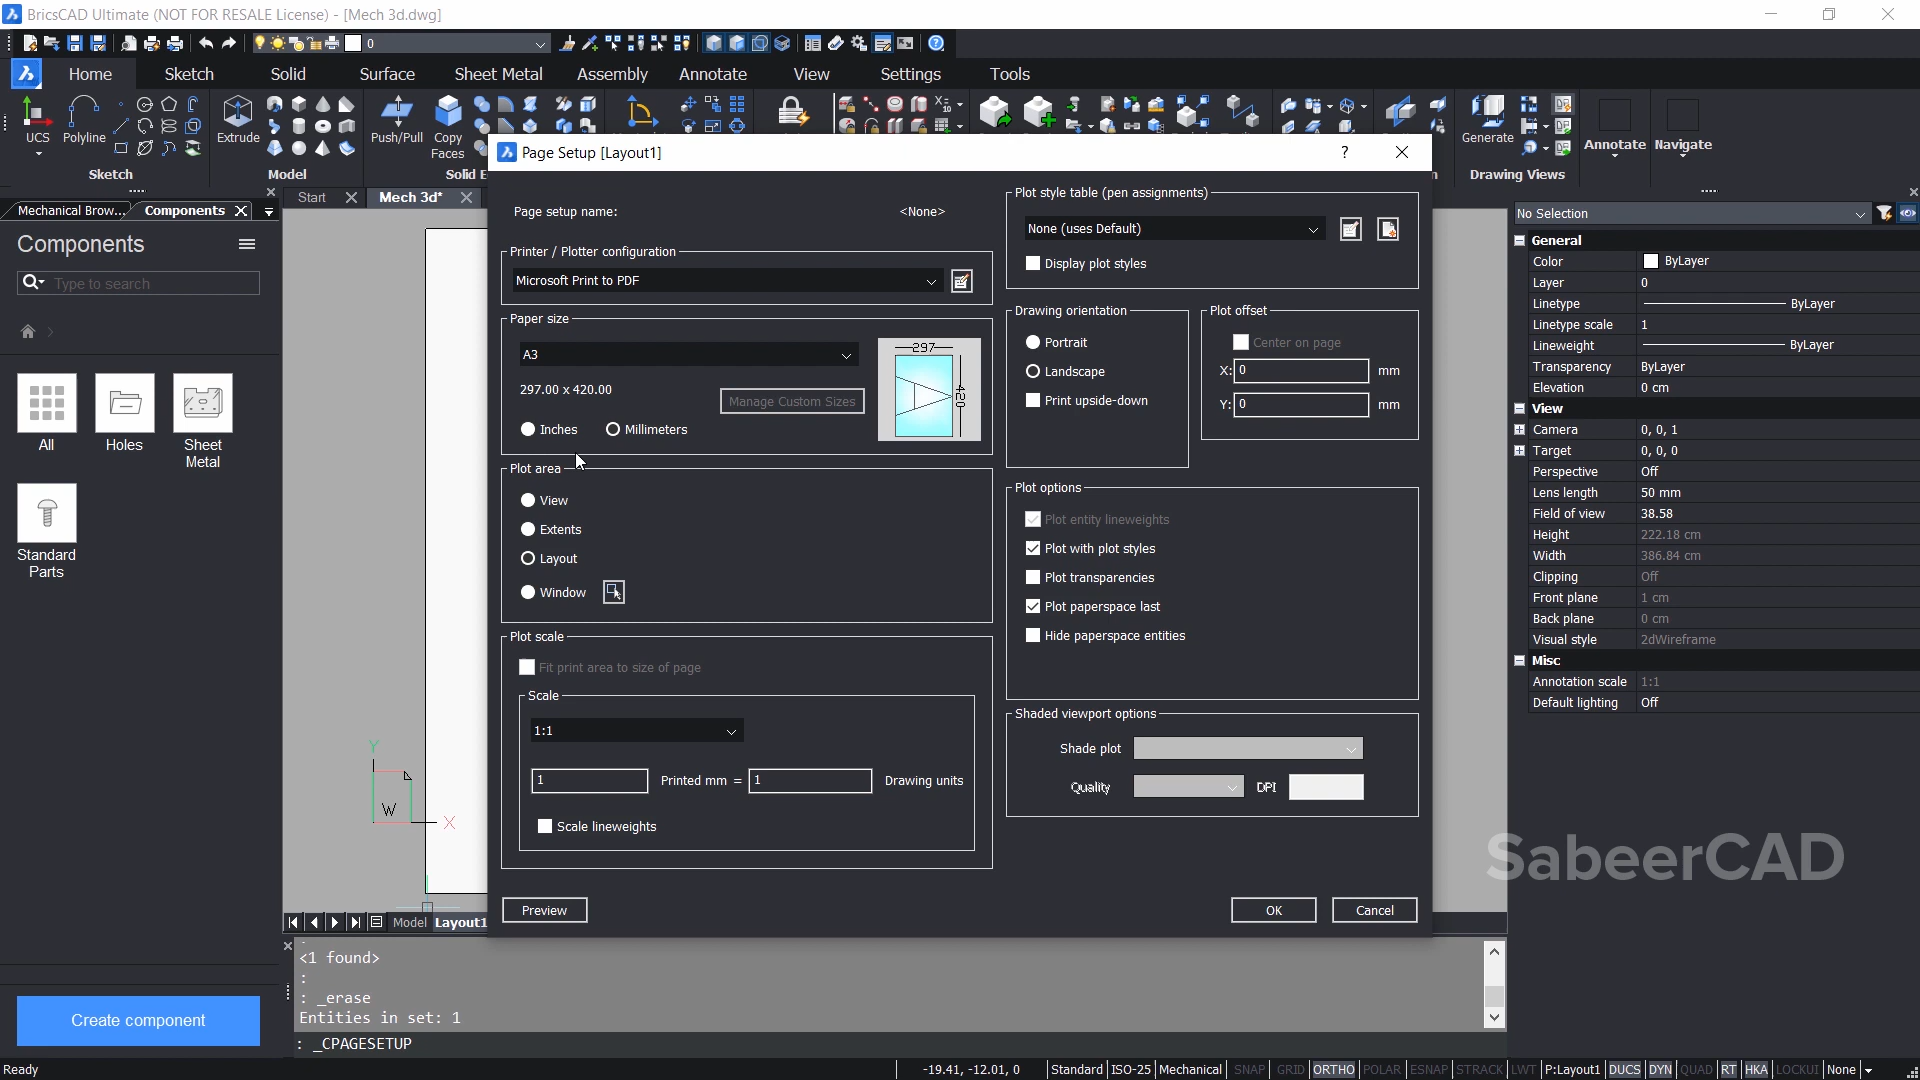 BricsCAD Ultimate (NOT FOR RESALE License) - [Mech 3d.dwg]
0
Home
Sketch
Solid
Surface
Sheet Metal
Assembly
Annotate
View
Settings
Tools
UCS
Polyline
Extrude
Push/Pull
Copy
Faces
Generate
Annotate
Navigate
Sketch
Model
Solid E
Drawing Views
Mechanical Brow...
Components
Start
Mech 3d*
Components
Type to search
All
Holes
Sheet
Metal
Standard
Parts
Create component
Page Setup [Layout1]
?
Page setup name:
<None>
Printer / Plotter configuration
Microsoft Print to PDF
Paper size
A3
297.00 x 420.00
Manage Custom Sizes
297
420
Inches
Millimeters
Plot area
View
Extents
Layout
Window
Plot scale
Fit print area to size of page
Scale
1:1
1
Printed mm =
1
Drawing units
Scale lineweights
Preview
Plot style table (pen assignments)
None (uses Default)
Display plot styles
Drawing orientation
Portrait
Landscape
Print upside-down
Plot offset
Center on page
X:
0
mm
Y:
0
mm
Plot options
Plot entity lineweights
Plot with plot styles
Plot transparencies
Plot paperspace last
Hide paperspace entities
Shaded viewport options
Shade plot
Quality
DPI
OK
Cancel
Y
W
X
Model
Layout1
<1 found>
:
: _erase
Entities in set: 1
: _CPAGESETUP
No Selection
General
Color ByLayer
Layer 0
Linetype ByLayer
Linetype scale 1
Lineweight ByLayer
Transparency ByLayer
Elevation 0 cm
View
Camera 0, 0, 1
Target 0, 0, 0
Perspective Off
Lens length 50 mm
Field of view 38.58
Height 222.18 cm
Width 386.84 cm
Clipping Off
Front plane 1 cm
Back plane 0 cm
Visual style 2dWireframe
Misc
Annotation scale 1:1
Default lighting Off
SabeerCAD
Ready
-19.41, -12.01, 0
Standard
ISO-25
Mechanical
SNAP
GRID
ORTHO
POLAR
ESNAP
STRACK
LWT
P:Layout1
DUCS
DYN
QUAD
RT
HKA
LOCKUI
None